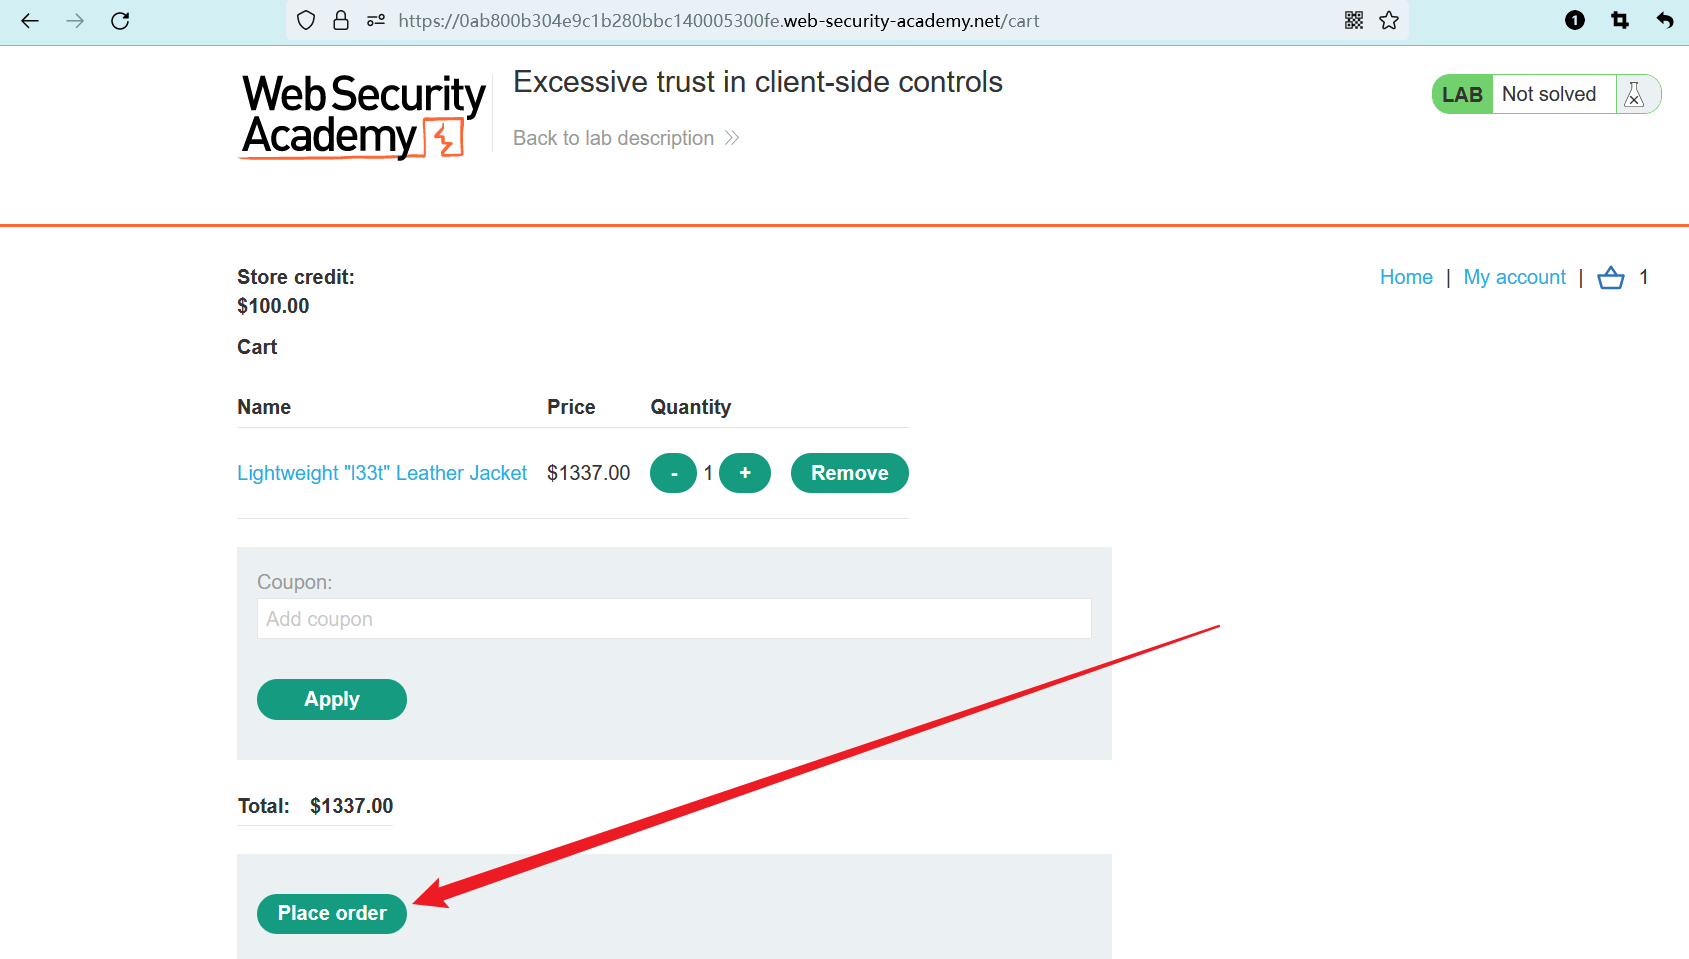 https://0ab800b304e9c1b280bbc140005300fe.web-security-academy.net/cart
1
Web Security
Academy
Excessive trust in client-side controls
Back to lab description
LAB Not solved
Store credit:
$100.00
Home | My account | 1
Cart
Name Price Quantity
Lightweight "l33t" Leather Jacket $1337.00 - 1 + Remove
Coupon:
Add coupon
Apply
Total: $1337.00
Place order